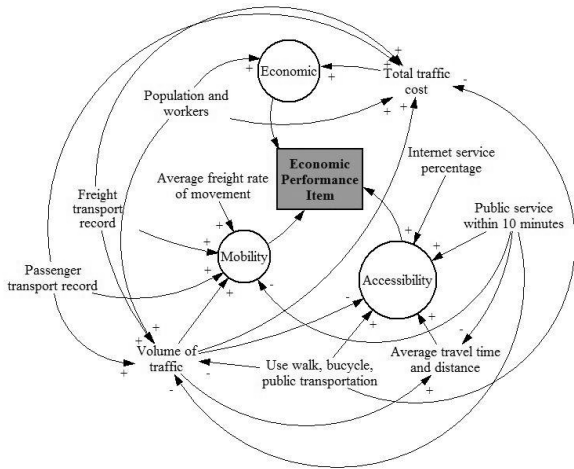 Economic
Total traffic
cost
Population and
workers
Economic
Performance
Item
Internet service
percentage
Average freight rate
of movement
Freight
transport
record
Public service
within 10 minutes
Mobility
Accessibility
Passenger
transport record
Volume of
traffic
Use walk, bucycle,
public transportation
Average travel time
and distance